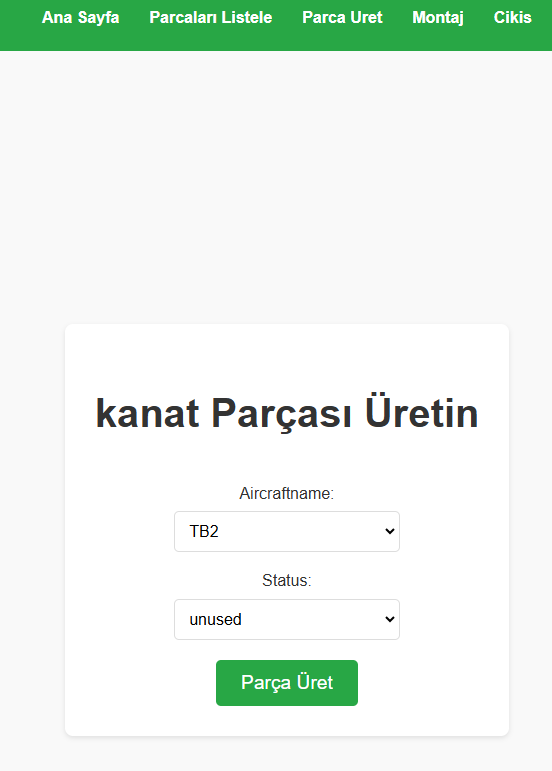 Ana Sayfa Parcaları Listele Parca Uret Montaj Cikis
kanat Parçası Üretin
Aircraftname:
TB2
Status:
unused
Parça Üret